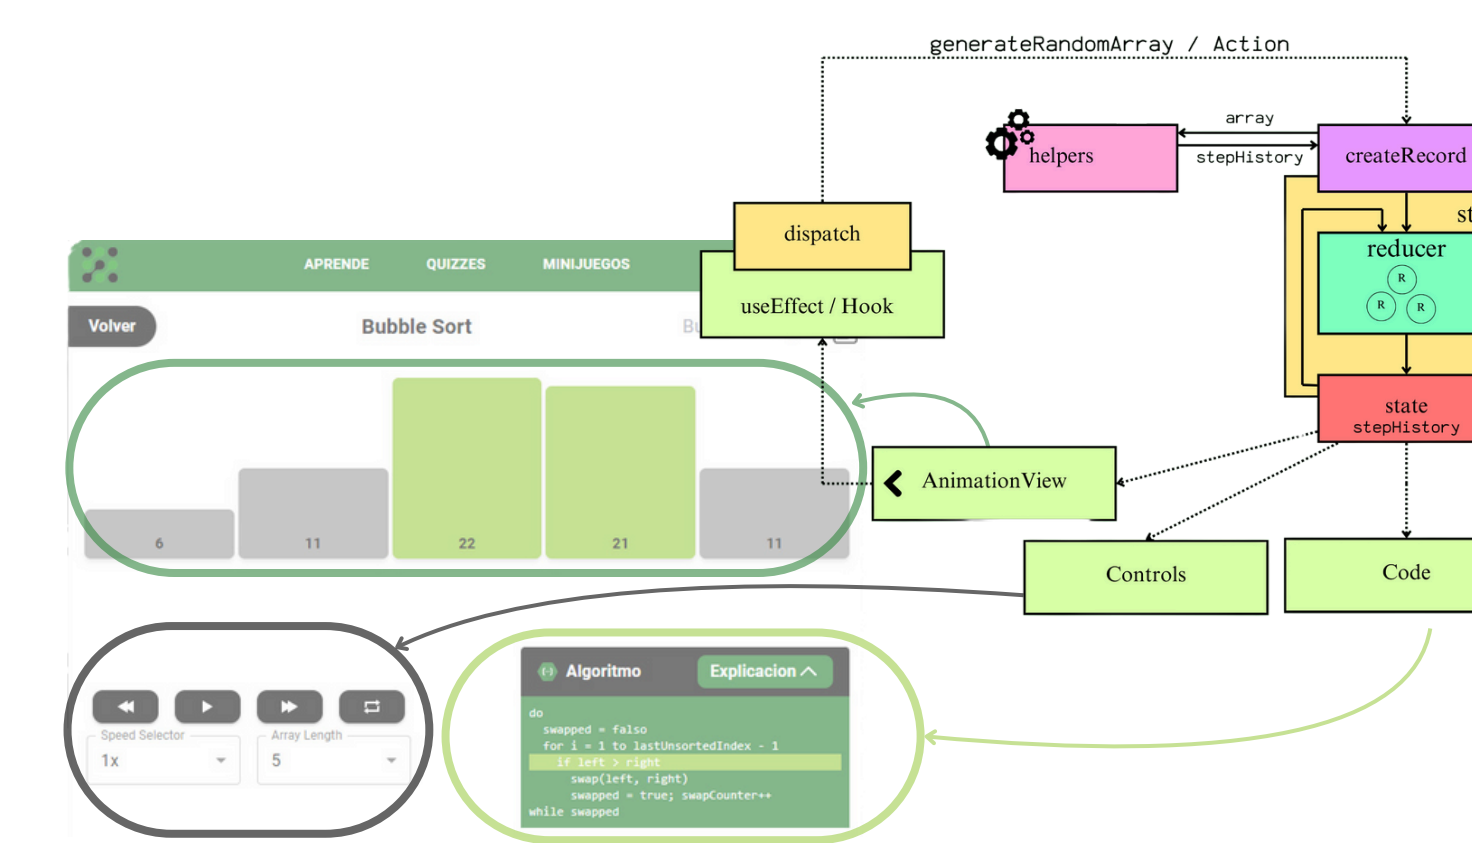 generateRandomArray / Action
array
helpers
stepHistory
createRecord
dispatch
reducer
R
R
R
useEffect / Hook
APRENDE
QUIZZES
MINIJUEGOS
Volver
Bubble Sort
state
stepHistory
AnimationView
6
11
22
21
11
Controls
Code
Algoritmo
Explicacion
do
swapped = falso
for i = 1 to lastUnsortedIndex - 1
if left > right
swap(left, right)
swapped = true; swapCounter++
while swapped
Speed Selector
1x
Array Length
5